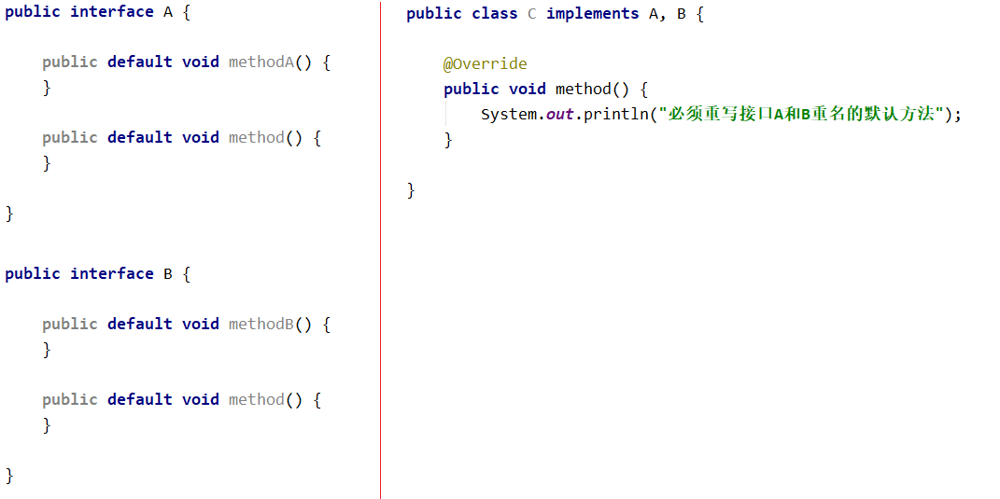 public interface A {
    public default void methodA() {
    }
    public default void method() {
    }
}
public interface B {
    public default void methodB() {
    }
    public default void method() {
    }
}
public class C implements A, B {
    @Override
    public void method() {
        System.out.println("必须重写接口A和B重名的默认方法");
    }
}